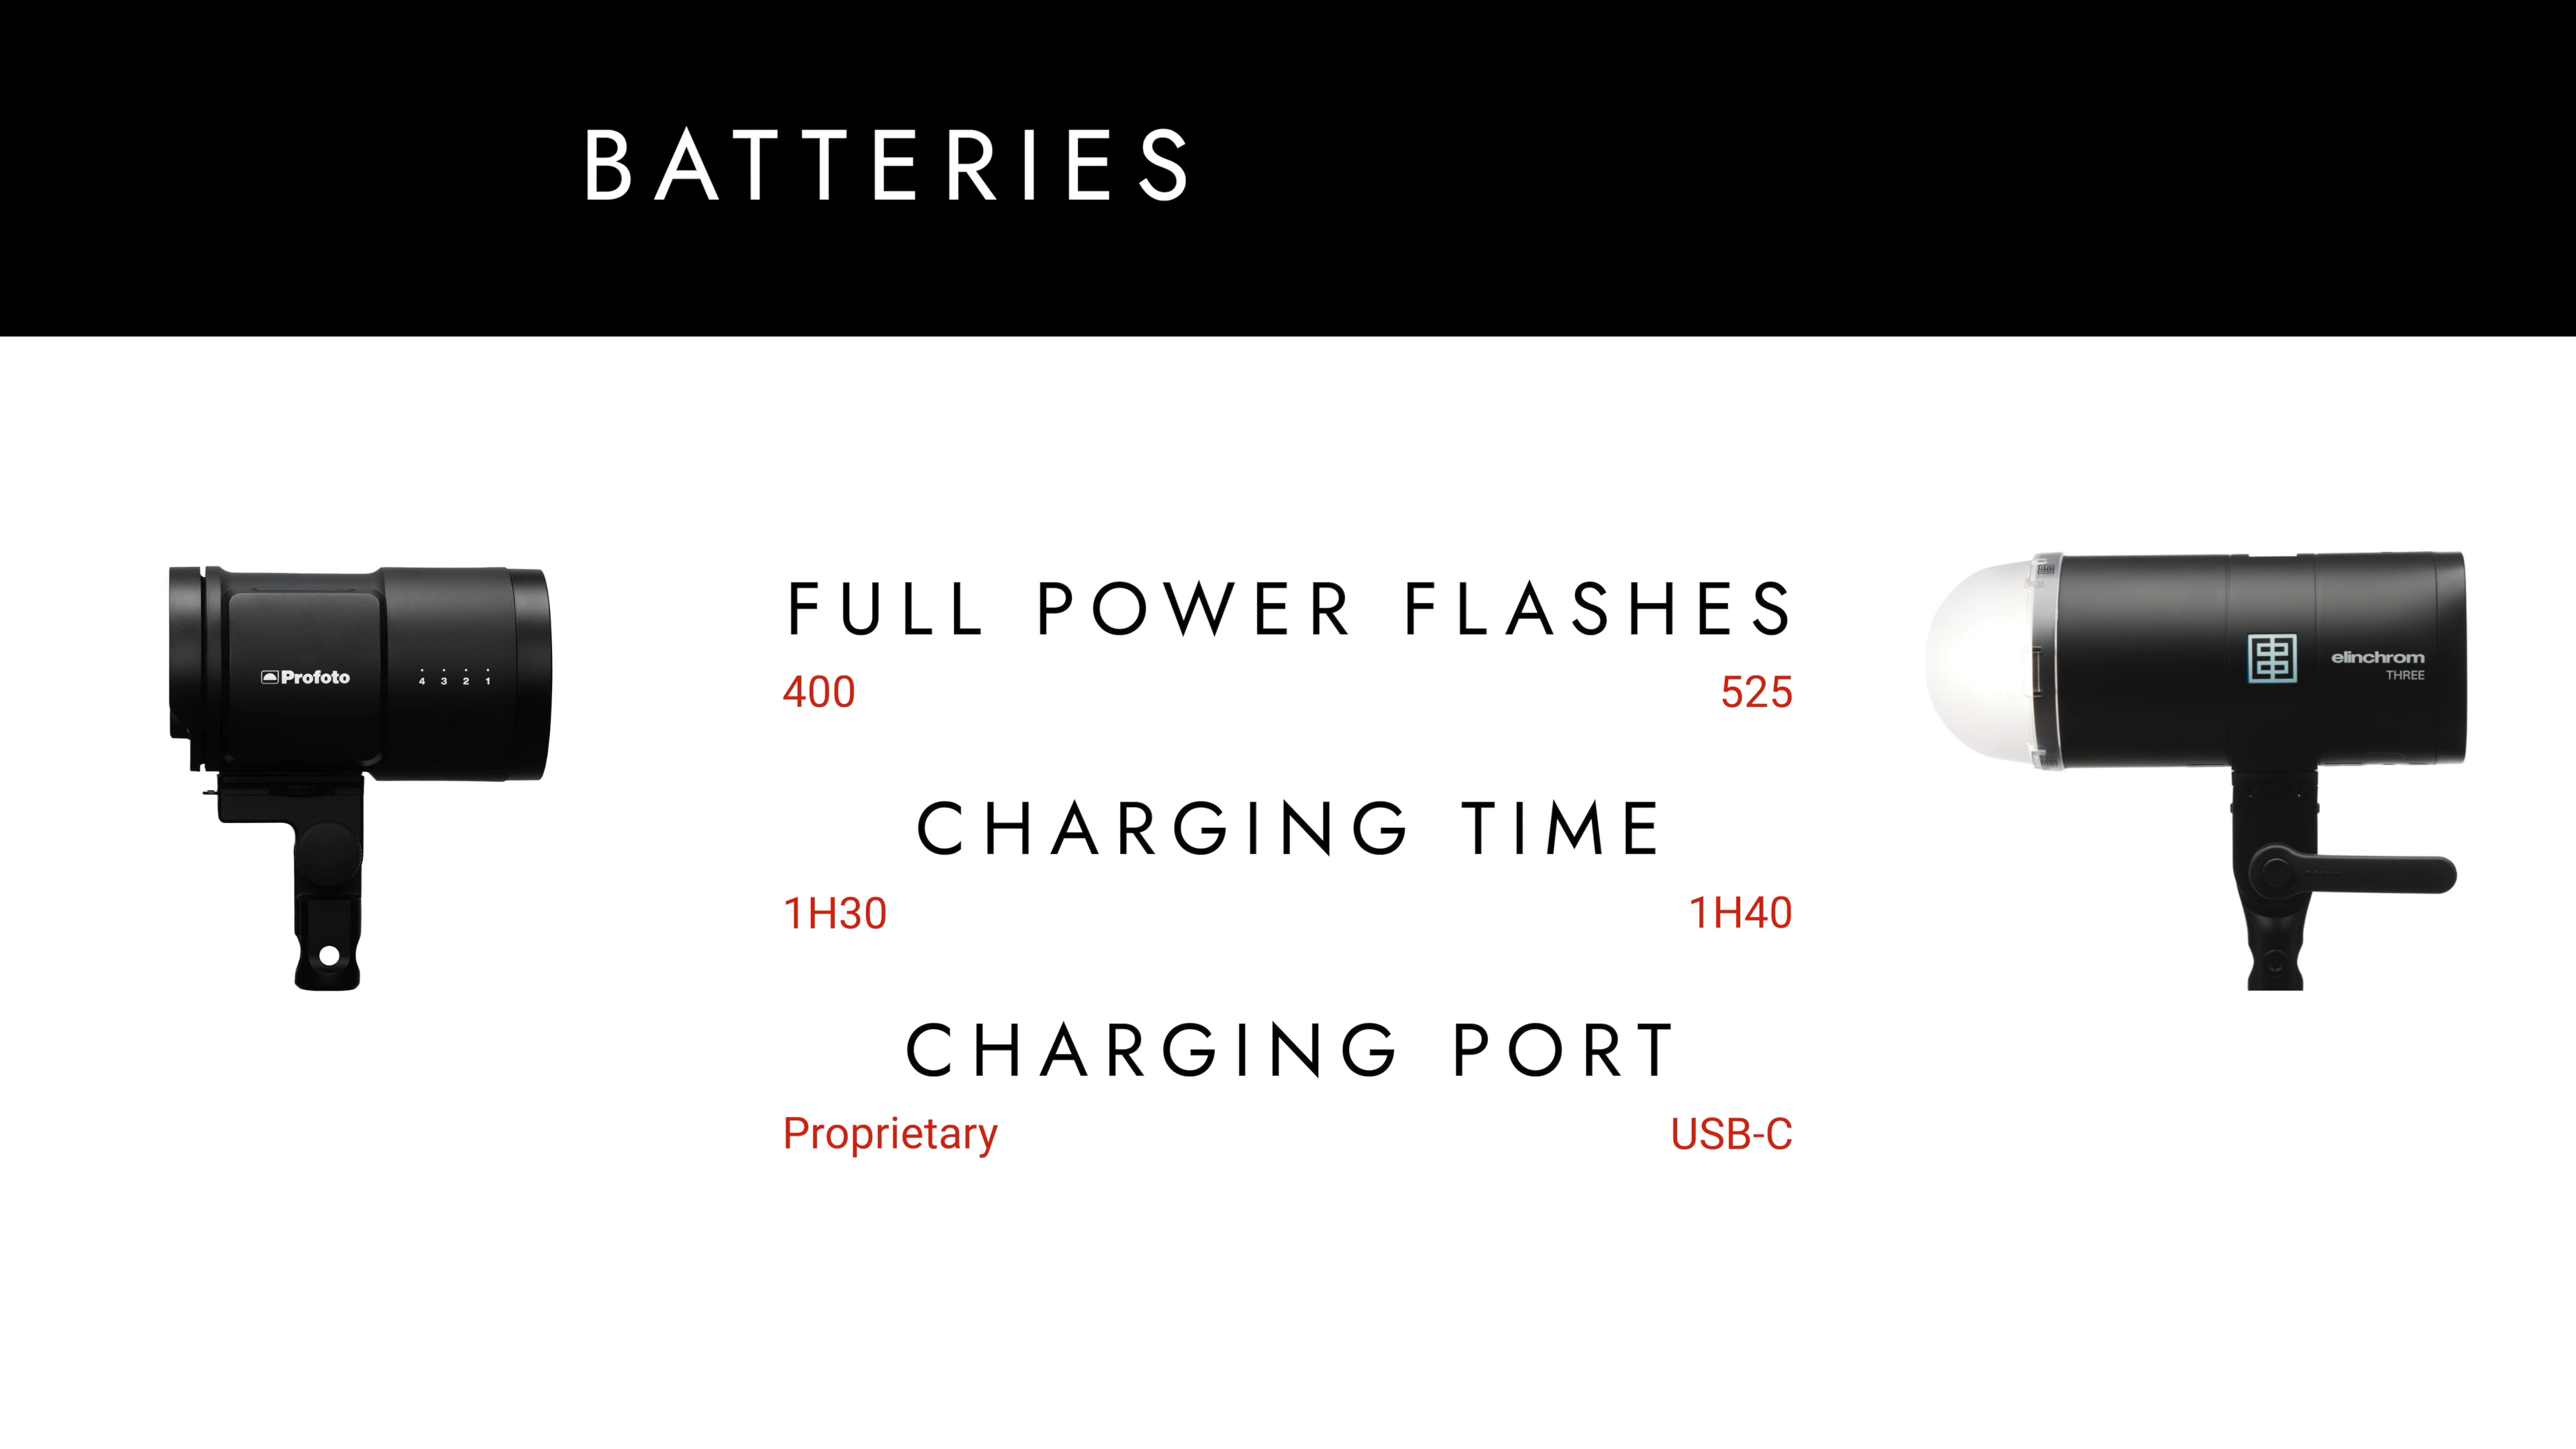 BATTERIES
FULL POWER FLASHES
400 525
Profoto
4 3 2 1
elinchrom
THREE
CHARGING TIME
1H30 1H40
CHARGING PORT
Proprietary USB-C